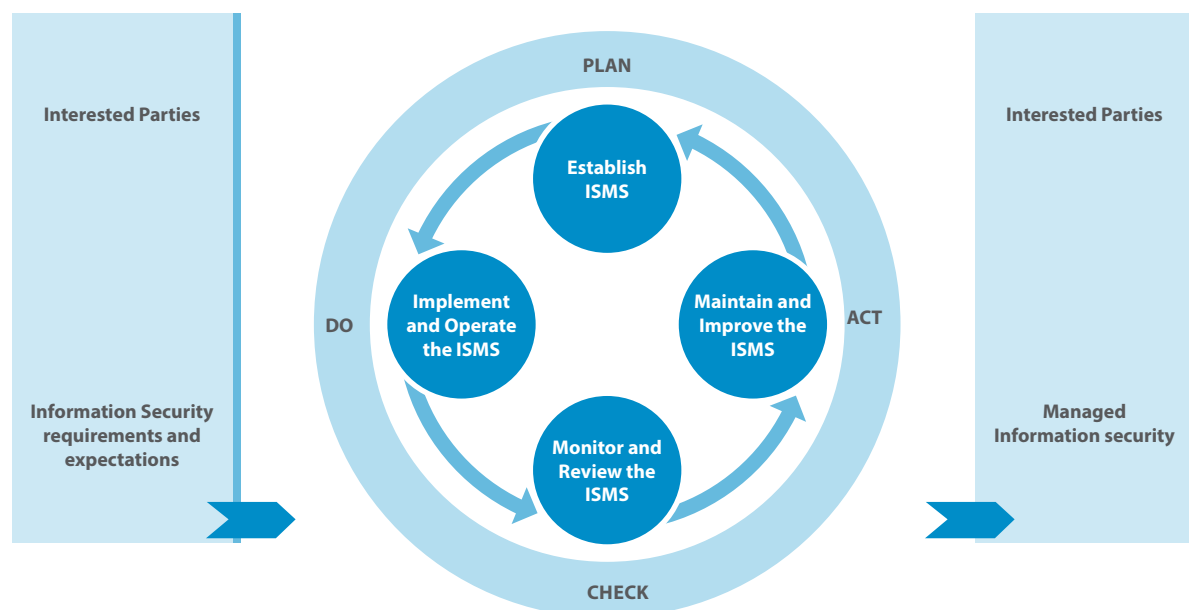 Interested Parties
Information Security
requirements and
expectations
PLAN
Establish
ISMS
DO
Implement
and Operate
the ISMS
Maintain and
Improve the
ISMS
ACT
Monitor and
Review the
ISMS
CHECK
Interested Parties
Managed
Information security